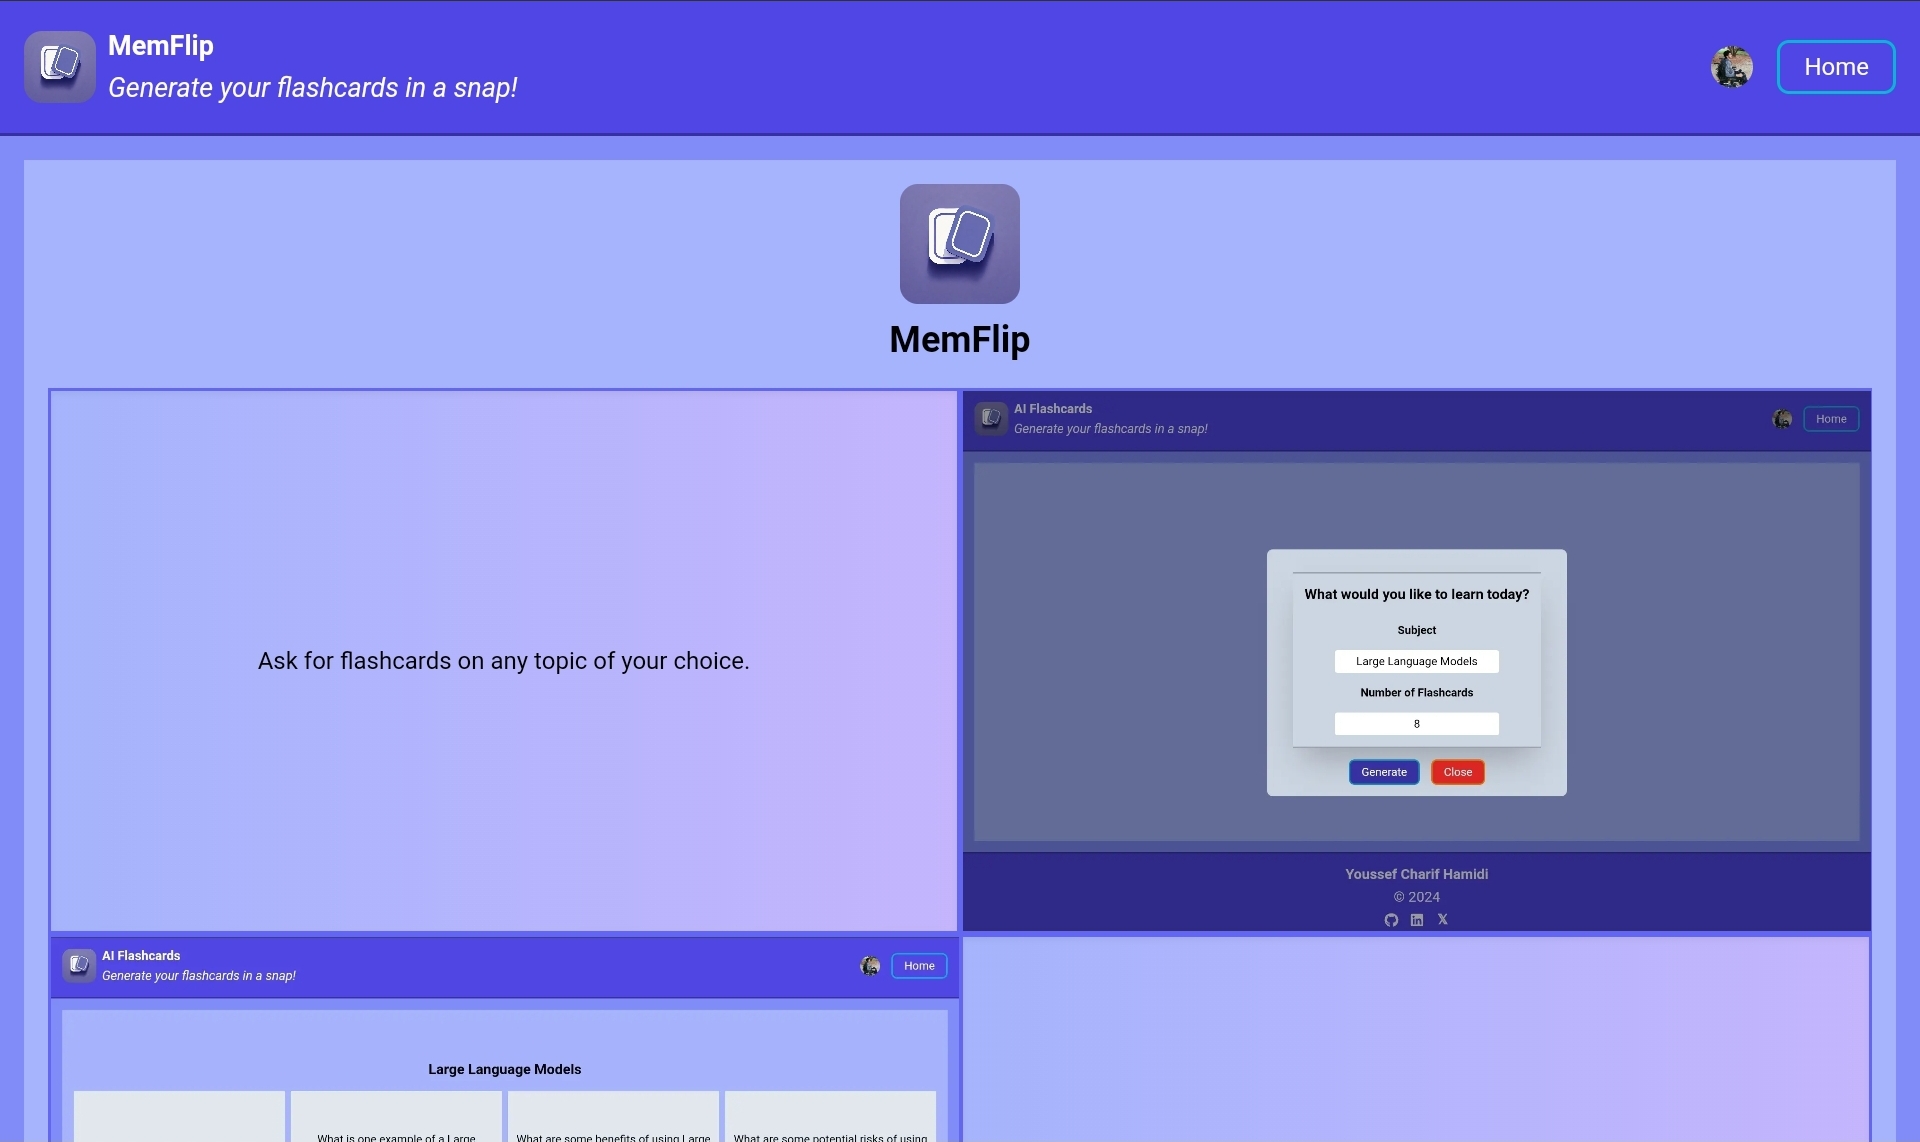 MemFlip
Generate your flashcards in a snap!
Home
MemFlip
Ask for flashcards on any topic of your choice.
AI Flashcards
Generate your flashcards in a snap!
Home
What would you like to learn today?
Subject
Large Language Models
Number of Flashcards
8
Generate
Close
Youssef Charif Hamidi
© 2024
AI Flashcards
Generate your flashcards in a snap!
Home
Large Language Models
What is one example of a Large
What are some benefits of using Large
What are some potential risks of using